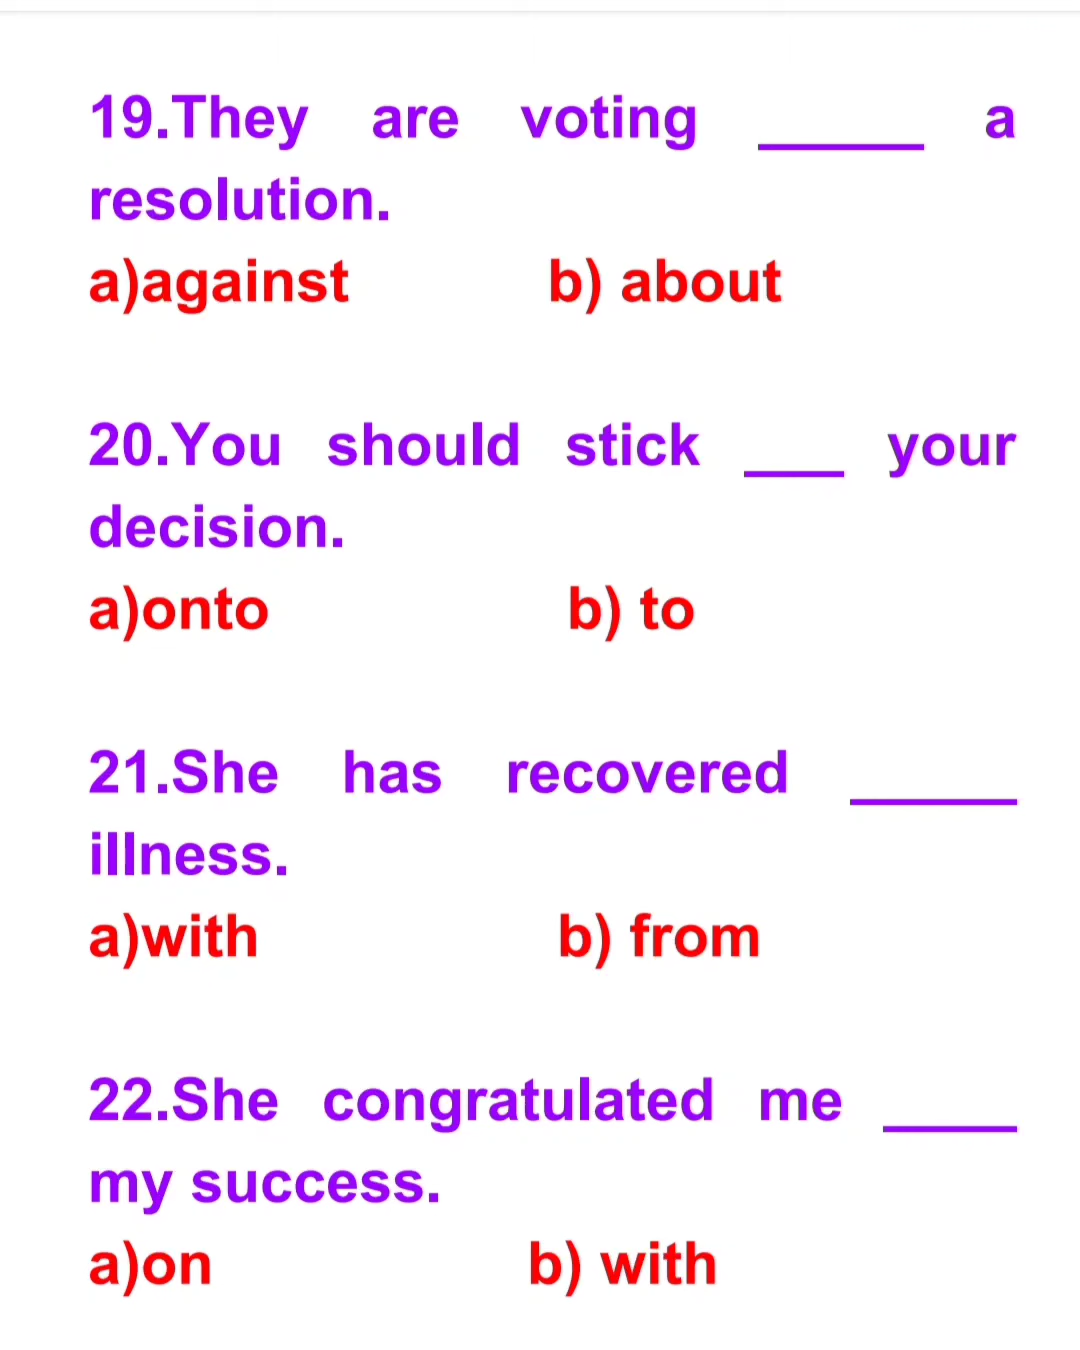 19.They are voting _____ a
resolution.
a)against b) about
20.You should stick ___ your
decision.
a)onto b) to
21.She has recovered _____
illness.
a)with b) from
22.She congratulated me ____
my success.
a)on b) with